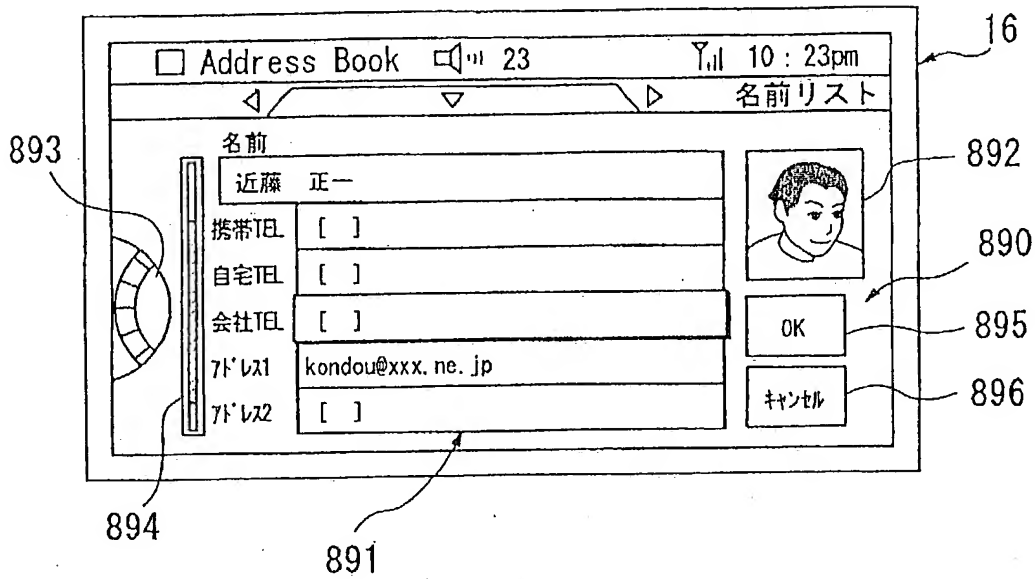 16
Address Book 23 10:23pm
名前リスト
893
名前
892
近藤 正一
携帯TEL [ ]
890
自宅TEL [ ]
会社TEL [ ]
OK
895
アドレス1 kondou@xxx.ne.jp
アドレス2 [ ]
キャンセル
896
894
891